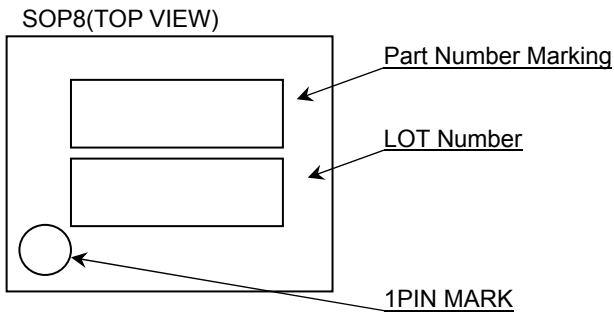 SOP8(TOP VIEW)
Part Number Marking
LOT Number
1PIN MARK